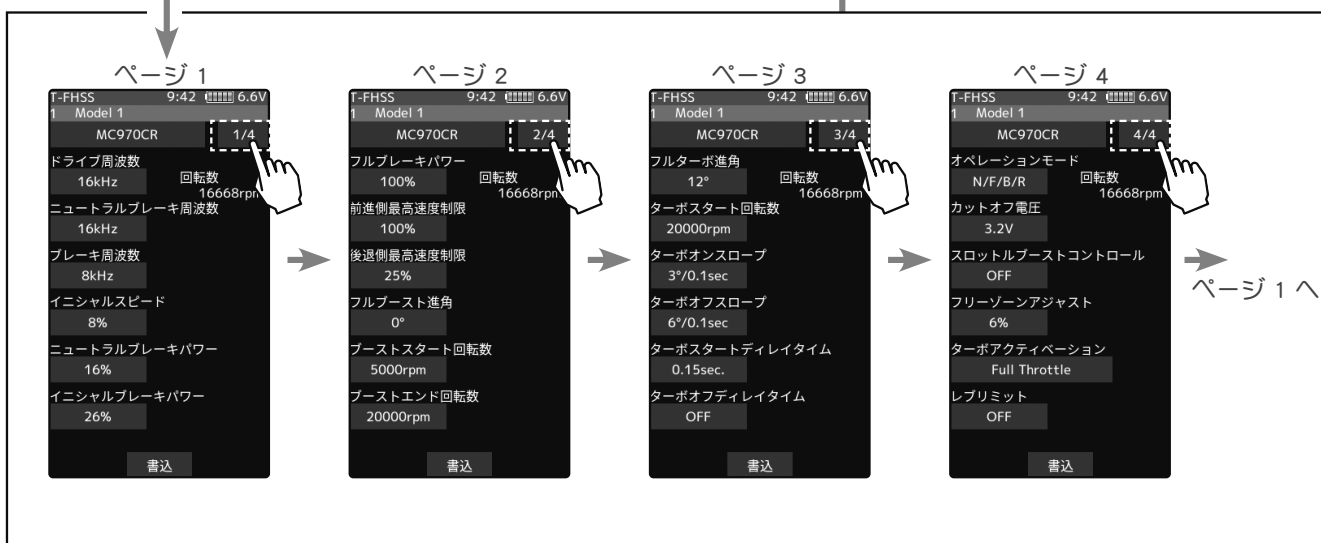 ページ 1
T-FHSS 9:42 6.6V
1 Model 1
MC970CR 1/4
ドライブ周波数
16kHz
回転数
16668rpm
ニュートラルブレーキ周波数
16kHz
ブレーキ周波数
8kHz
イニシャルスピード
8%
ニュートラルブレーキパワー
16%
イニシャルブレーキパワー
26%
書込
ページ 2
T-FHSS 9:42 6.6V
1 Model 1
MC970CR 2/4
フルブレーキパワー
100%
回転数
16668rpm
前進側最高速度制限
100%
後退側最高速度制限
25%
フルブースト進角
0°
ブーストスタート回転数
5000rpm
ブーストエンド回転数
20000rpm
書込
ページ 3
T-FHSS 9:42 6.6V
1 Model 1
MC970CR 3/4
フルターボ進角
12°
回転数
16668rpm
ターボスタート回転数
20000rpm
ターボオンスロープ
3°/0.1sec
ターボオフスロープ
6°/0.1sec
ターボスタートディレイタイム
0.15sec.
ターボオフディレイタイム
OFF
書込
ページ 4
T-FHSS 9:42 6.6V
1 Model 1
MC970CR 4/4
オペレーションモード
N/F/B/R
回転数
16668rpm
カットオフ電圧
3.2V
スロットルブーストコントロール
OFF
フリーゾーンアジャスト
6%
ターボアクティベーション
Full Throttle
レブリミット
OFF
書込
ページ 1 へ